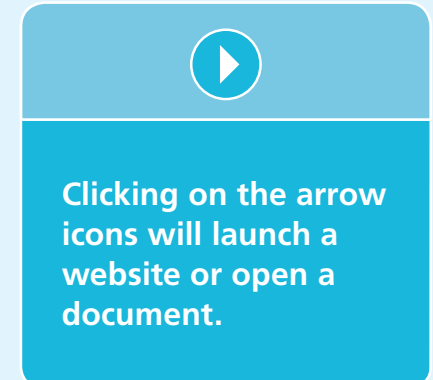 Clicking on the arrow
icons will launch a
website or open a
document.